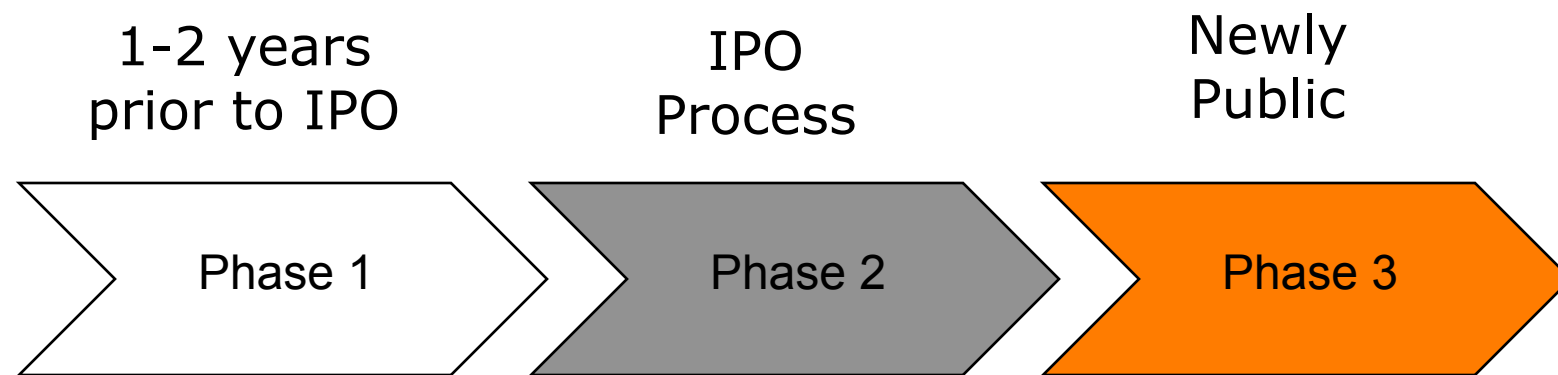 1-2 years
prior to IPO
IPO
Process
Newly
Public
Phase 1
Phase 2
Phase 3